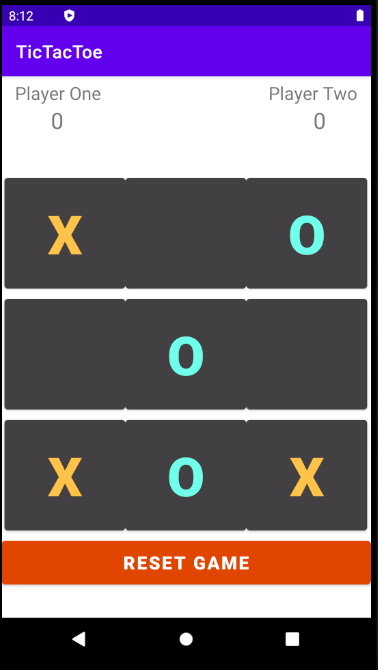 8:12
TicTacToe
Player One Player Two
0 0
X O
O
X O X
RESET GAME